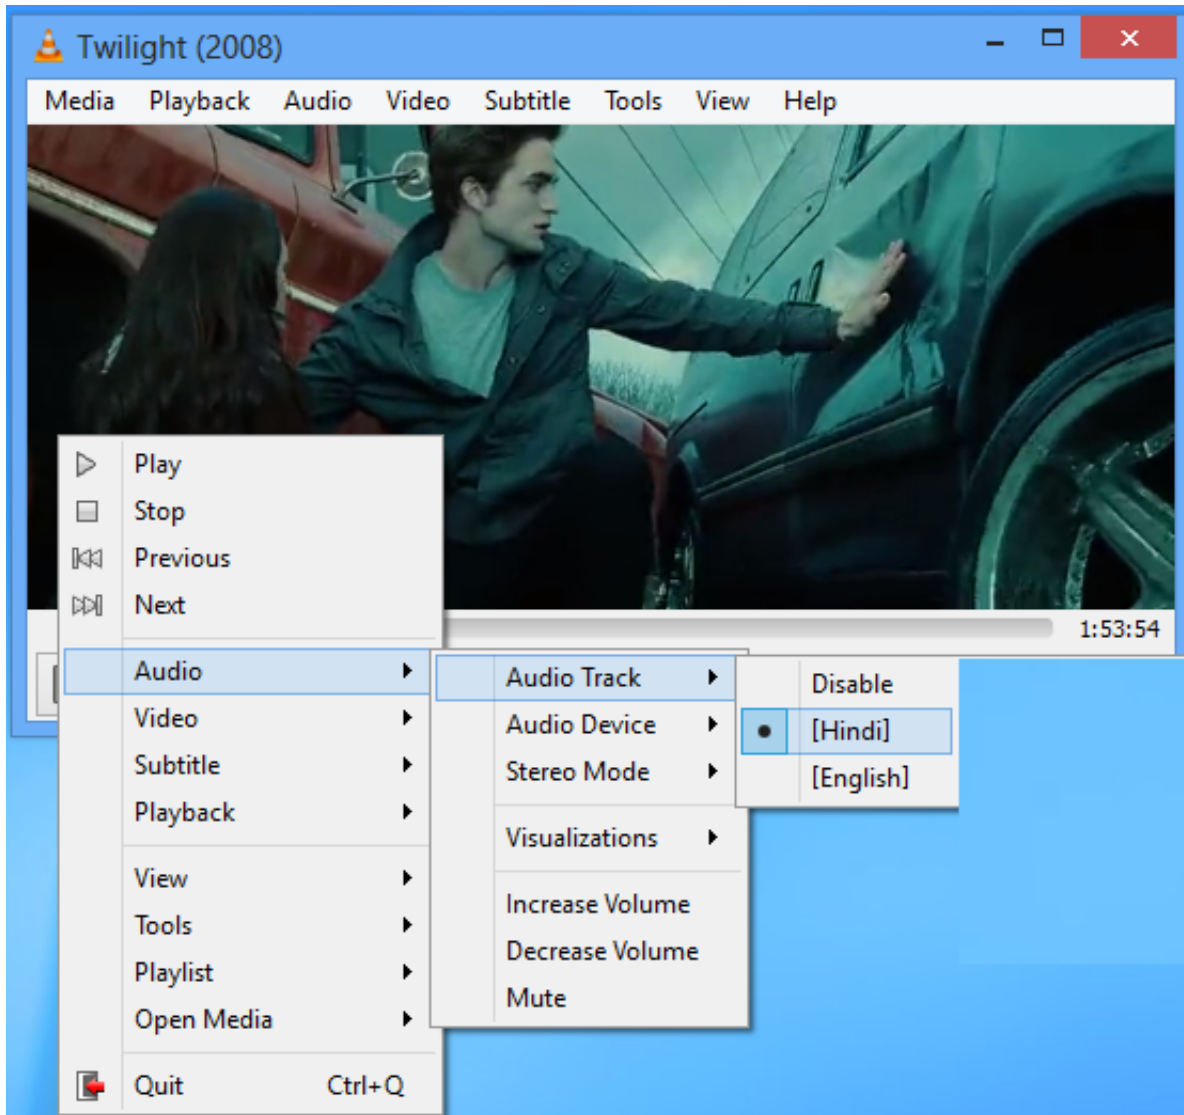 Twilight (2008)
Media Playback Audio Video Subtitle Tools View Help
1:53:54
Play
Stop
Previous
Next
Audio
Video
Subtitle
Playback
View
Tools
Playlist
Open Media
Quit Ctrl+Q
Audio Track
Audio Device
Stereo Mode
Visualizations
Increase Volume
Decrease Volume
Mute
Disable
[Hindi]
[English]